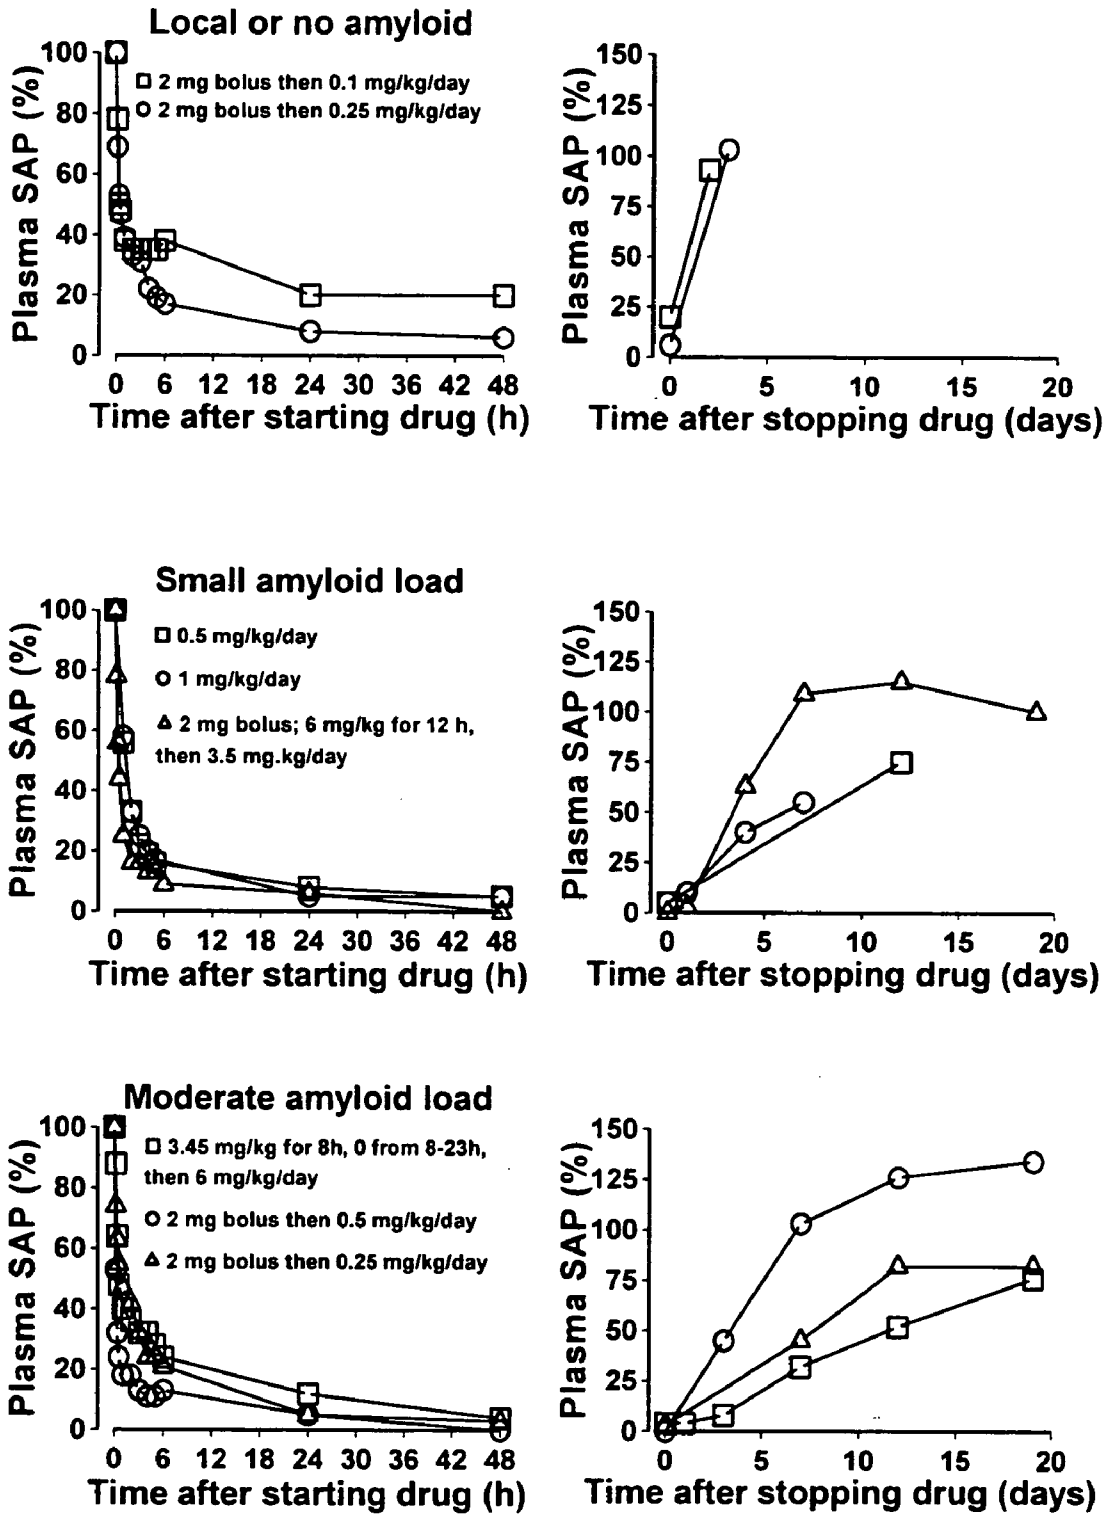 Local or no amyloid
Plasma SAP (%)
100
80
60
40
20
0
2 mg bolus then 0.1 mg/kg/day
2 mg bolus then 0.25 mg/kg/day
0 6 12 18 24 30 36 42 48
Time after starting drug (h)
Plasma SAP (%)
150
125
100
75
50
25
0
0 5 10 15 20
Time after stopping drug (days)
Small amyloid load
Plasma SAP (%)
100
80
60
40
20
0
0.5 mg/kg/day
1 mg/kg/day
2 mg bolus; 6 mg/kg for 12 h,
then 3.5 mg.kg/day
0 6 12 18 24 30 36 42 48
Time after starting drug (h)
Plasma SAP (%)
150
125
100
75
50
25
0
0 5 10 15 20
Time after stopping drug (days)
Moderate amyloid load
Plasma SAP (%)
100
80
60
40
20
0
3.45 mg/kg for 8h, 0 from 8-23h,
then 6 mg/kg/day
2 mg bolus then 0.5 mg/kg/day
2 mg bolus then 0.25 mg/kg/day
0 6 12 18 24 30 36 42 48
Time after starting drug (h)
Plasma SAP (%)
150
125
100
75
50
25
0
0 5 10 15 20
Time after stopping drug (days)